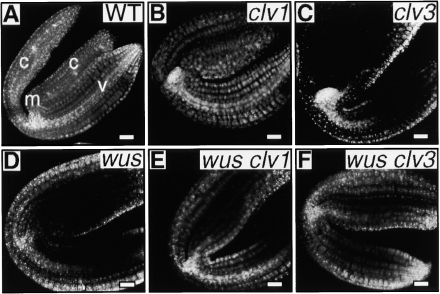 A WT
c
c
v
m
B clv1
C clv3
D wus
E wus clv1
F wus clv3